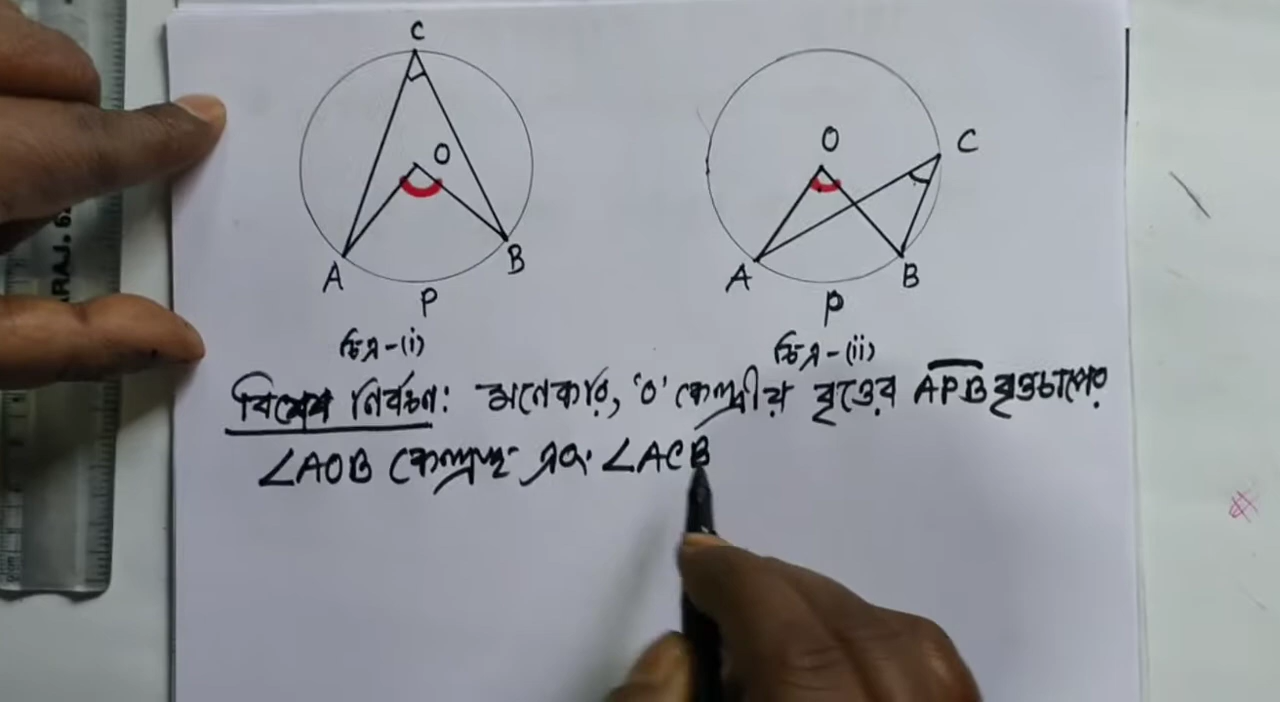 C
O
A
B
P
চিত্র-(i)
O
C
A
B
P
চিত্র-(ii)
বিশেষ নির্বচন: মনেকরি, 'O' কেন্দ্রীয় বৃত্তের APB বৃত্তচাপের
∠AOB কেন্দ্রস্থ এবং ∠ACB